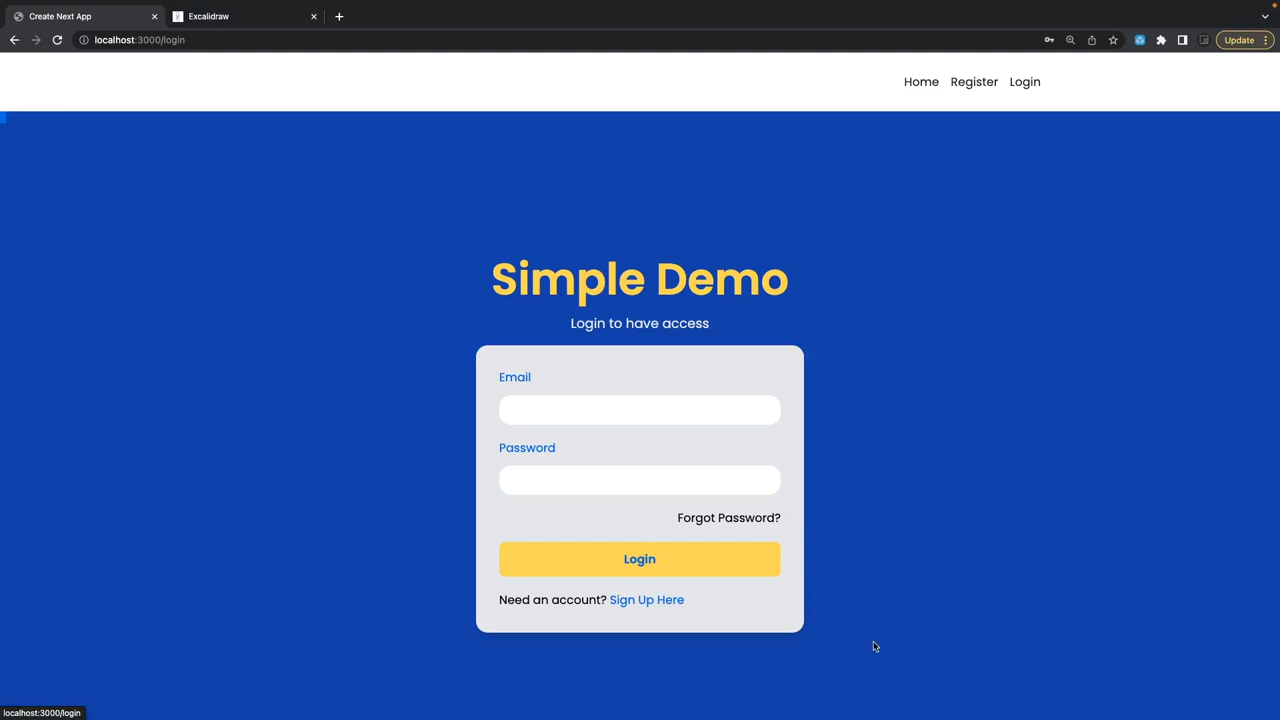 Create Next App
Excalidraw
localhost:3000/login
Update
Home Register Login
Simple Demo
Login to have access
Email
Password
Forgot Password?
Login
Need an account? Sign Up Here
localhost:3000/login